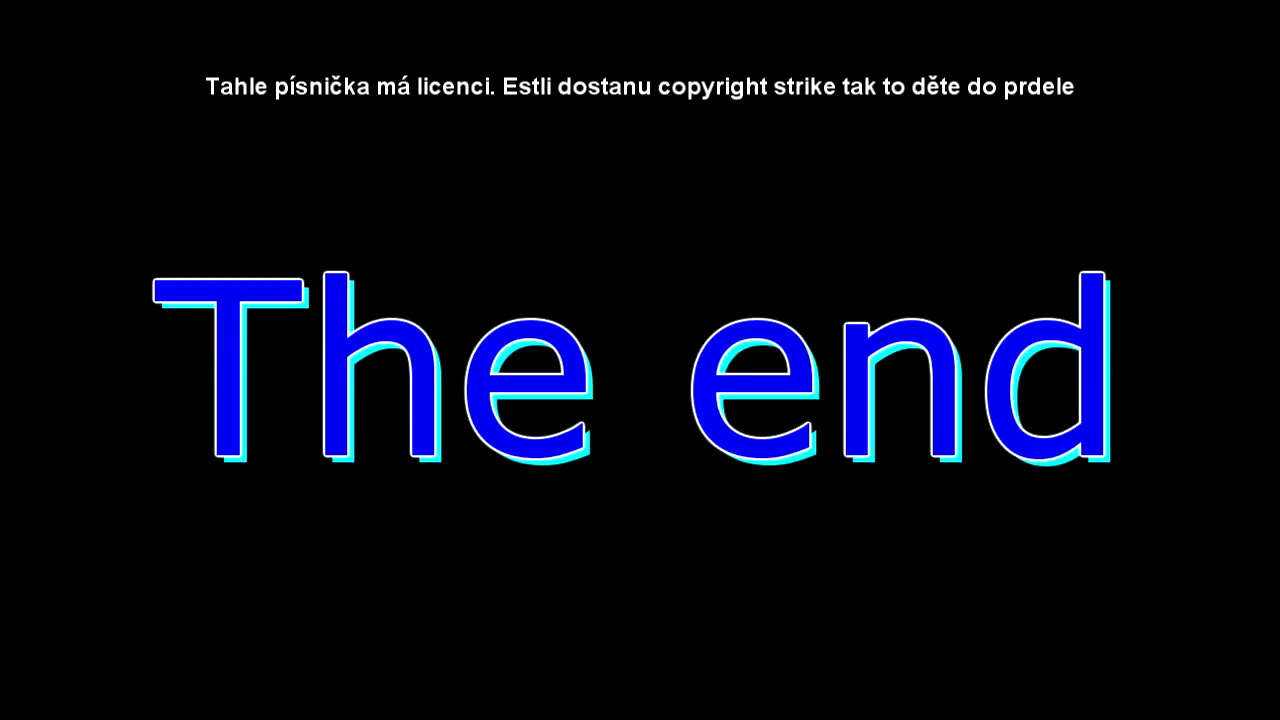 Tahle písnička má licenci. Estli dostanu copyright strike tak to děte do prdele
The end